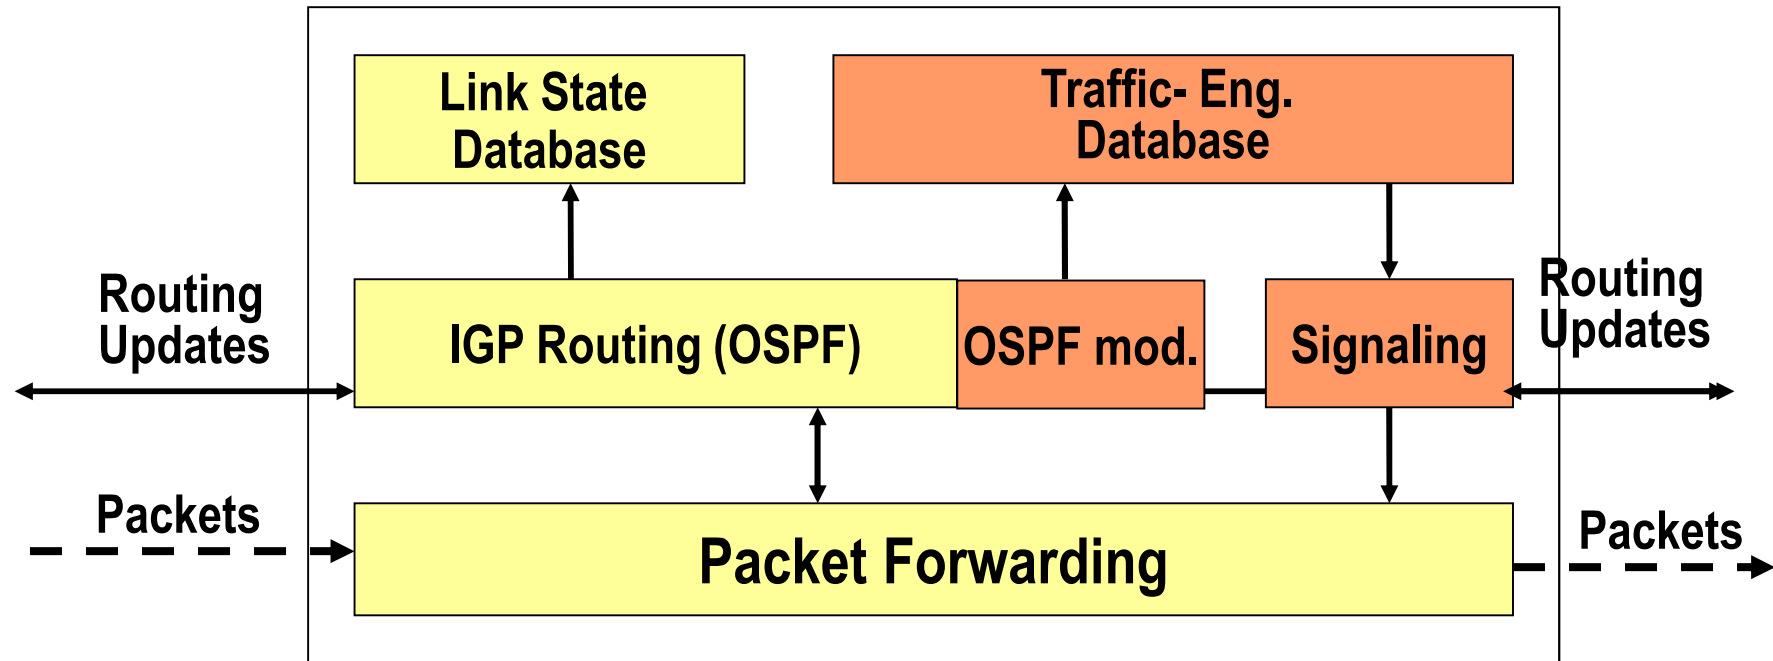 Link State
Database
Traffic- Eng.
Database
Routing
Updates
IGP Routing (OSPF)
OSPF mod.
Signaling
Routing
Updates
Packets
Packet Forwarding
Packets